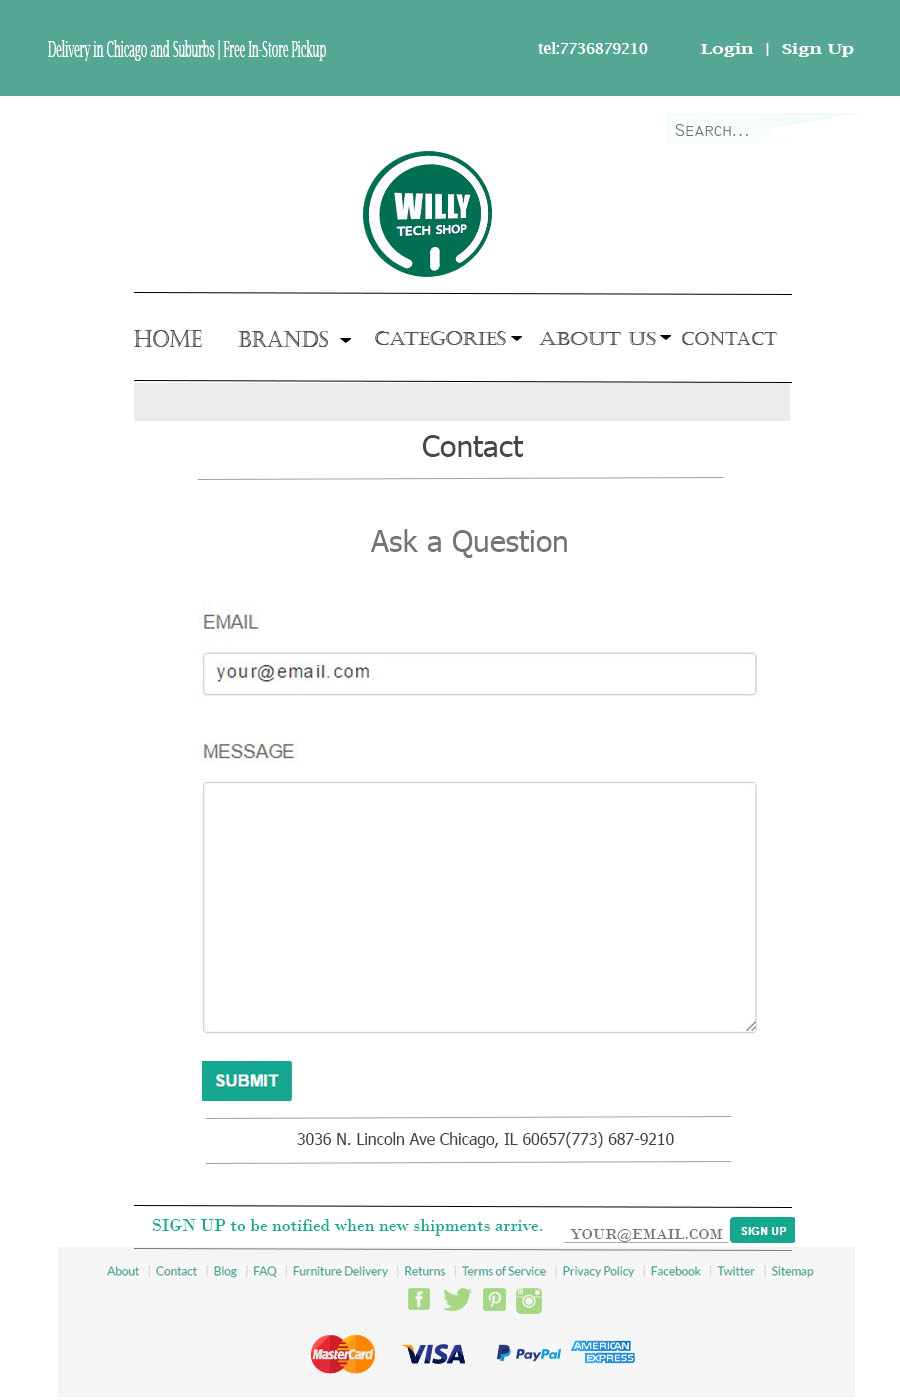 Delivery in Chicago and Suburbs | Free In-Store Pickup tel:7736879210 Login | Sign Up
SEARCH...
WILLY
TECH SHOP
HOME BRANDS CATEGORIES ABOUT US CONTACT
Contact
Ask a Question
EMAIL
your@email.com
MESSAGE
SUBMIT
3036 N. Lincoln Ave Chicago, IL 60657(773) 687-9210
SIGN UP to be notified when new shipments arrive. YOUR@EMAIL.COM SIGN UP
About | Contact | Blog | FAQ | Furniture Delivery | Returns | Terms of Service | Privacy Policy | Facebook | Twitter | Sitemap
MasterCard VISA PayPal AMERICAN EXPRESS